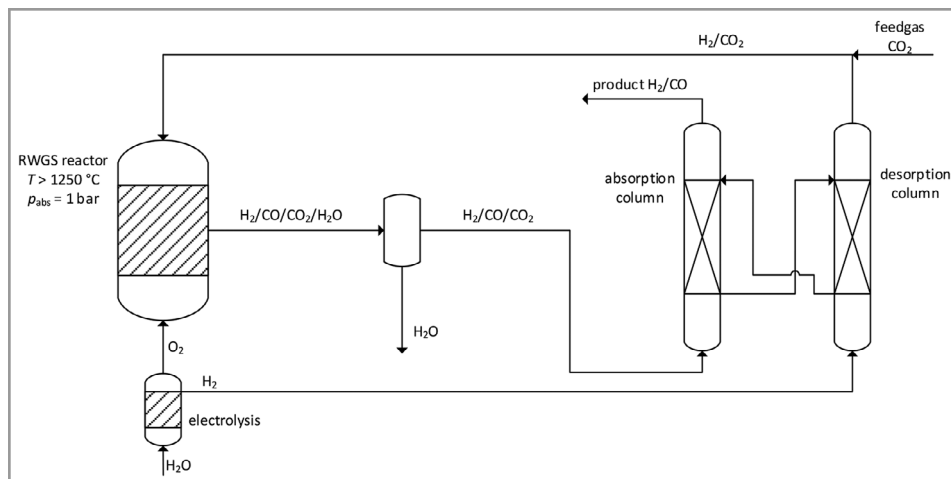 H₂/CO₂
feedgas
CO₂
product H₂/CO
RWGS reactor
T > 1250 °C
pabs = 1 bar
absorption
column
desorption
column
H₂/CO/CO₂/H₂O
H₂/CO/CO₂
H₂O
O₂
H₂
electrolysis
H₂O